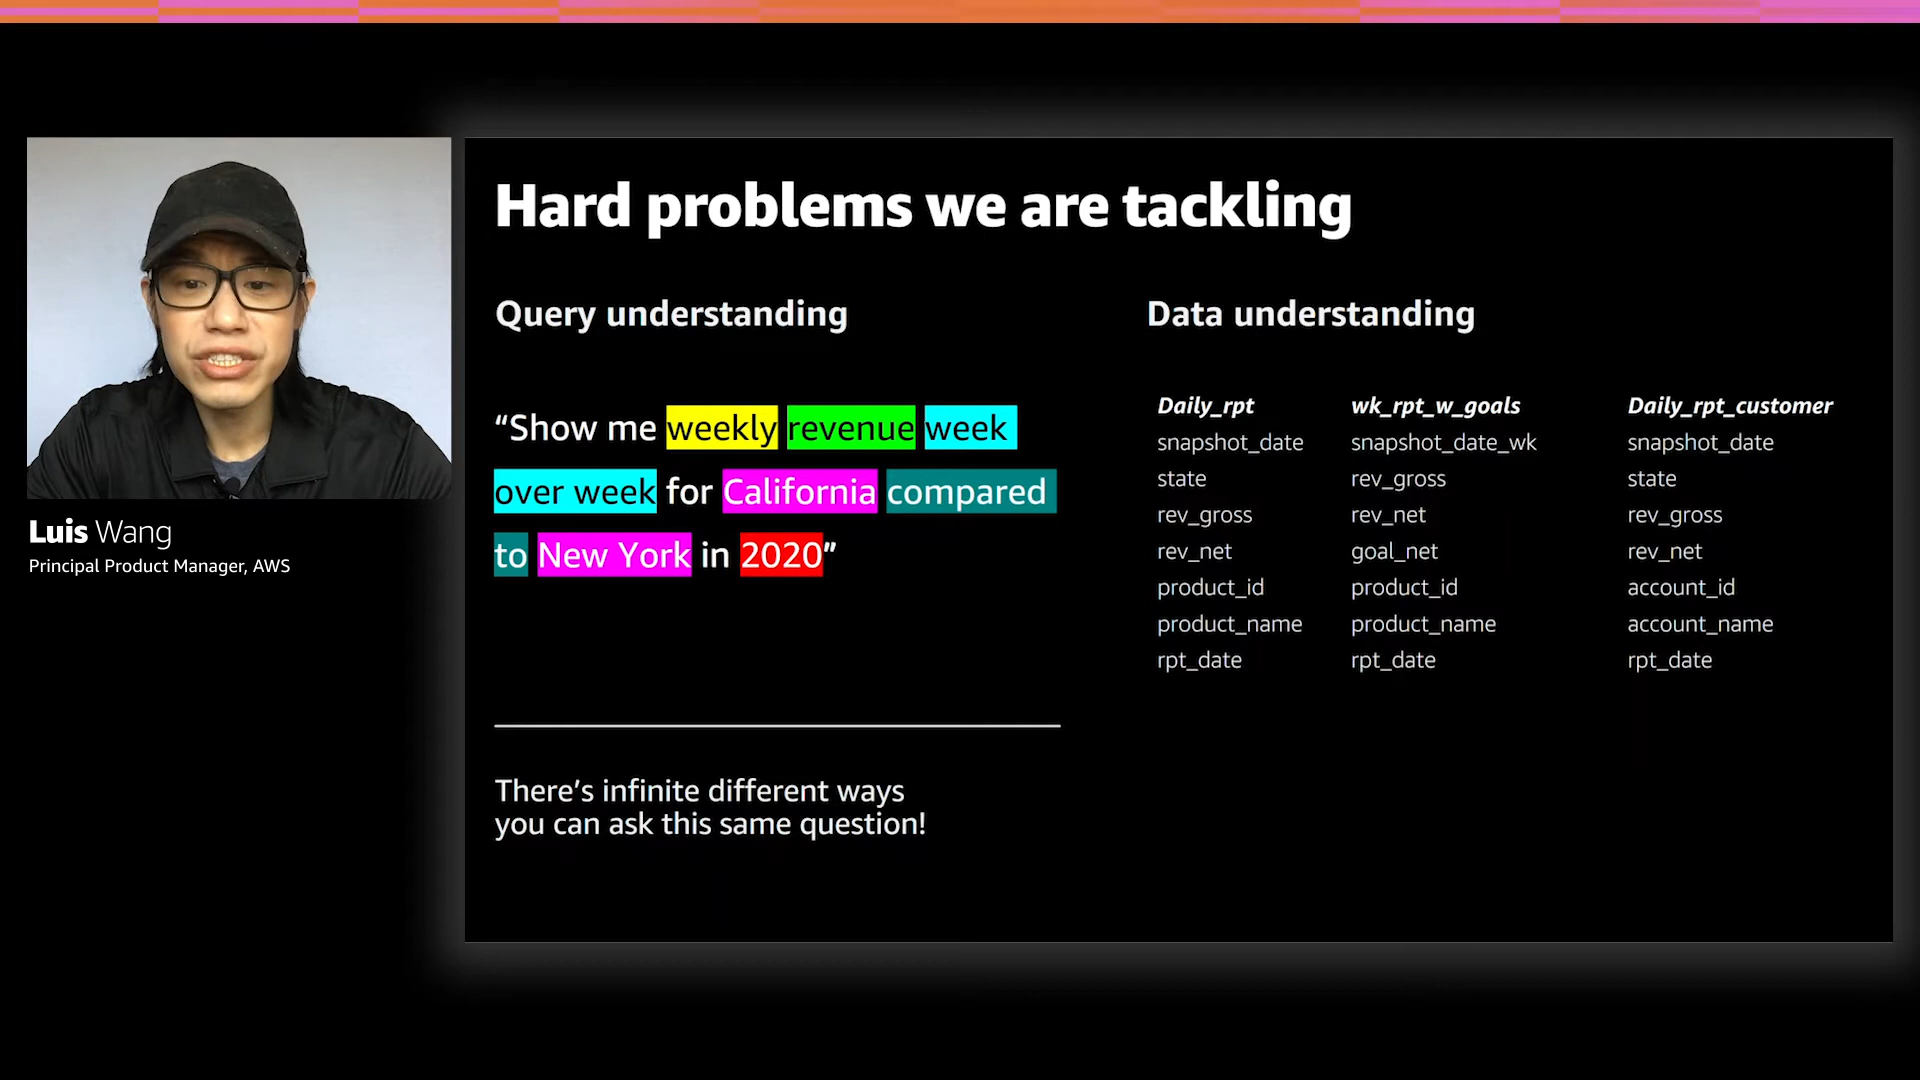 Luis Wang
Principal Product Manager, AWS
Hard problems we are tackling
Query understanding
“Show me weekly revenue week
over week for California compared
to New York in 2020”
There’s infinite different ways
you can ask this same question!
Data understanding
Daily_rpt
snapshot_date
state
rev_gross
rev_net
product_id
product_name
rpt_date
wk_rpt_w_goals
snapshot_date_wk
rev_gross
rev_net
goal_net
product_id
product_name
rpt_date
Daily_rpt_customer
snapshot_date
state
rev_gross
rev_net
account_id
account_name
rpt_date